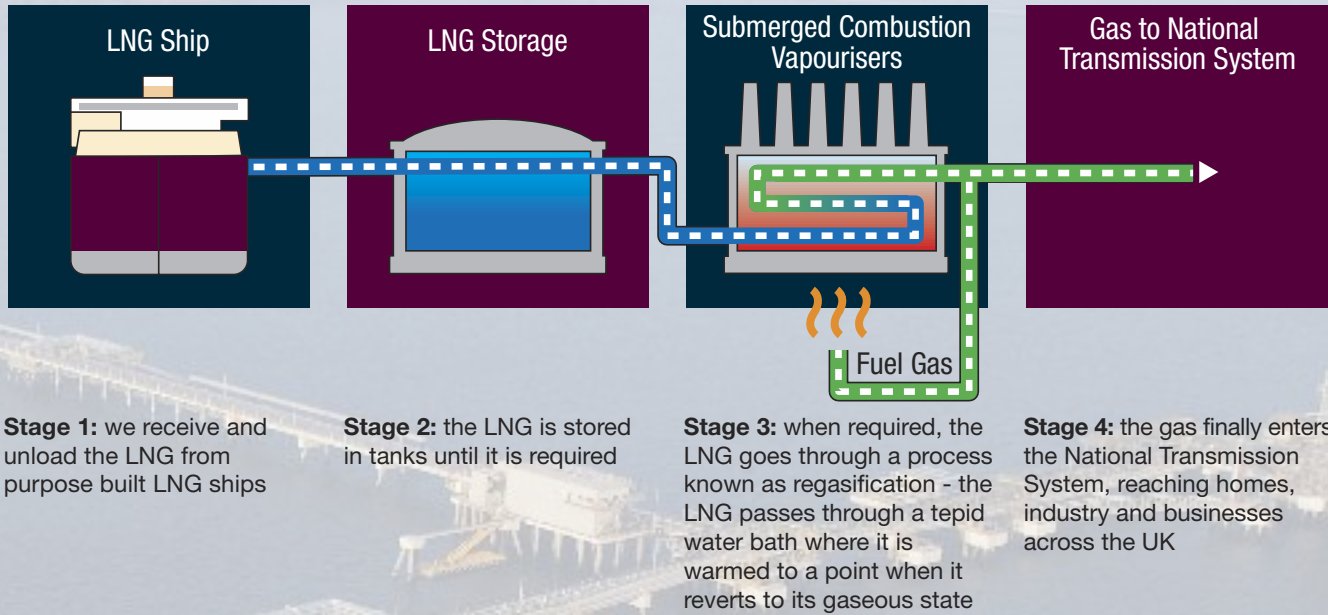 LNG Ship
LNG Storage
Submerged Combustion
Vapourisers
Gas to National
Transmission System
Fuel Gas
Stage 1: we receive and
unload the LNG from
purpose built LNG ships
Stage 2: the LNG is stored
in tanks until it is required
Stage 3: when required, the
LNG goes through a process
known as regasification - the
LNG passes through a tepid
water bath where it is
warmed to a point when it
reverts to its gaseous state
Stage 4: the gas finally enters
the National Transmission
System, reaching homes,
industry and businesses
across the UK